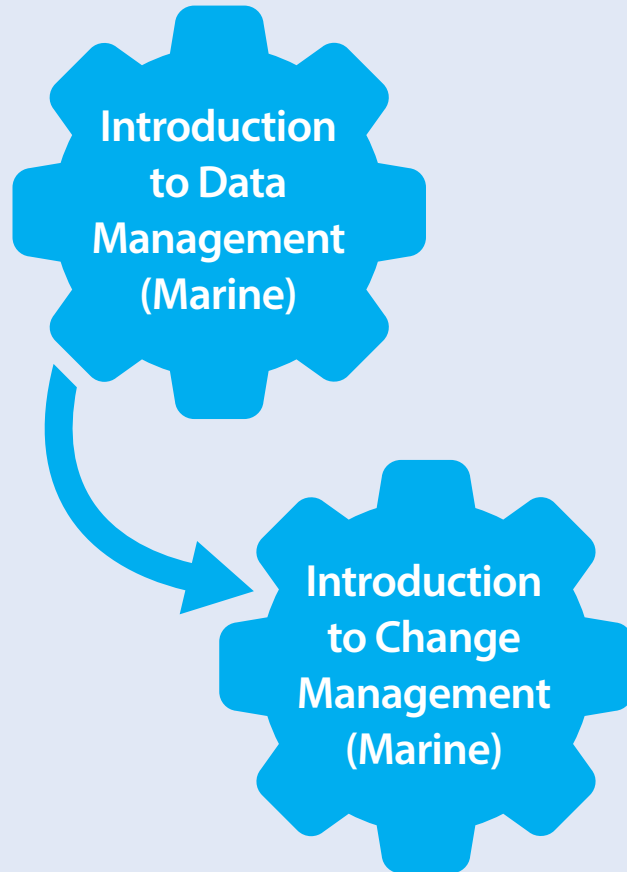 Introduction
to Data
Management
(Marine)
Introduction
to Change
Management
(Marine)